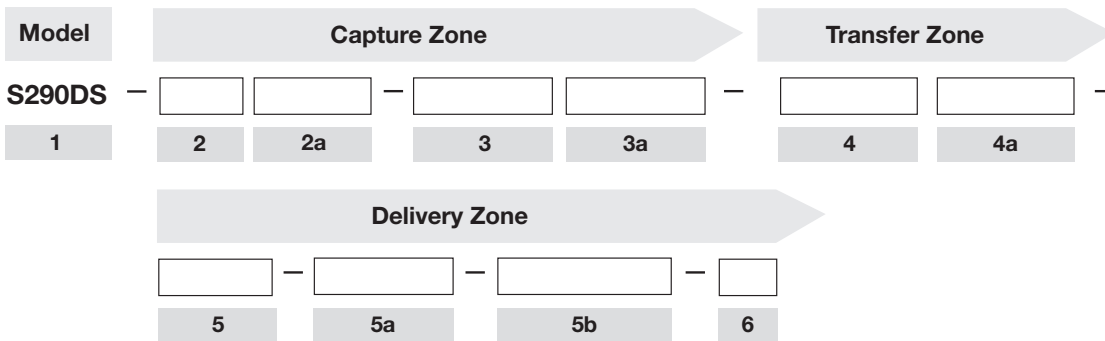 Model Capture Zone Transfer Zone
S290DS – – – –
1 2 2a 3 3a 4 4a
Delivery Zone
– – –
5 5a 5b 6